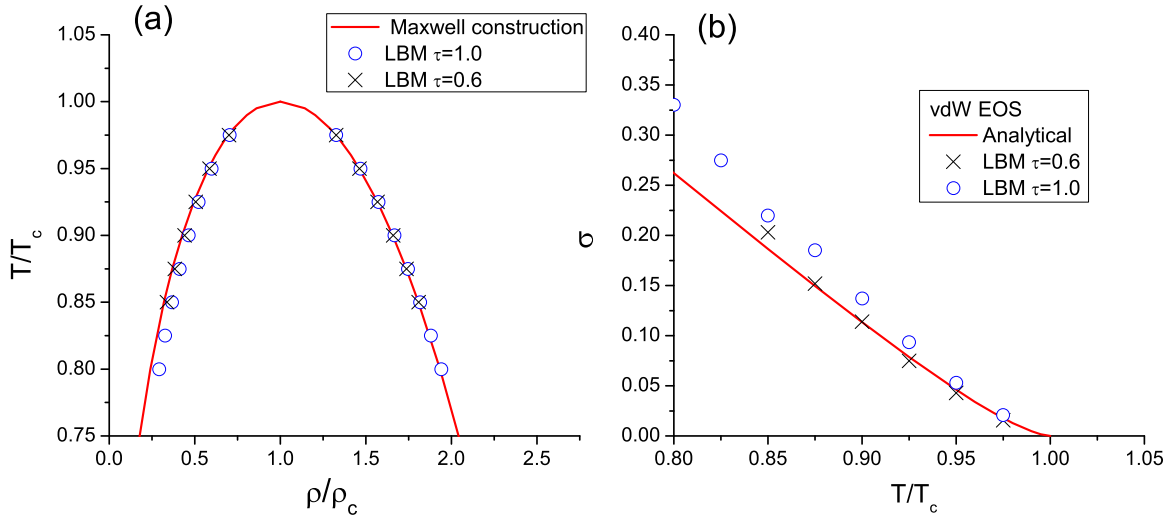 (a)
Maxwell construction
LBM τ=1.0
LBM τ=0.6
1.05
1.00
0.95
0.90
0.85
0.80
0.75
T/T_c
0.0 0.5 1.0 1.5 2.0 2.5
ρ/ρ_c
(b)
vdW EOS
Analytical
LBM τ=0.6
LBM τ=1.0
0.40
0.35
0.30
0.25
0.20
0.15
0.10
0.05
0.00
σ
0.80 0.85 0.90 0.95 1.00 1.05
T/T_c